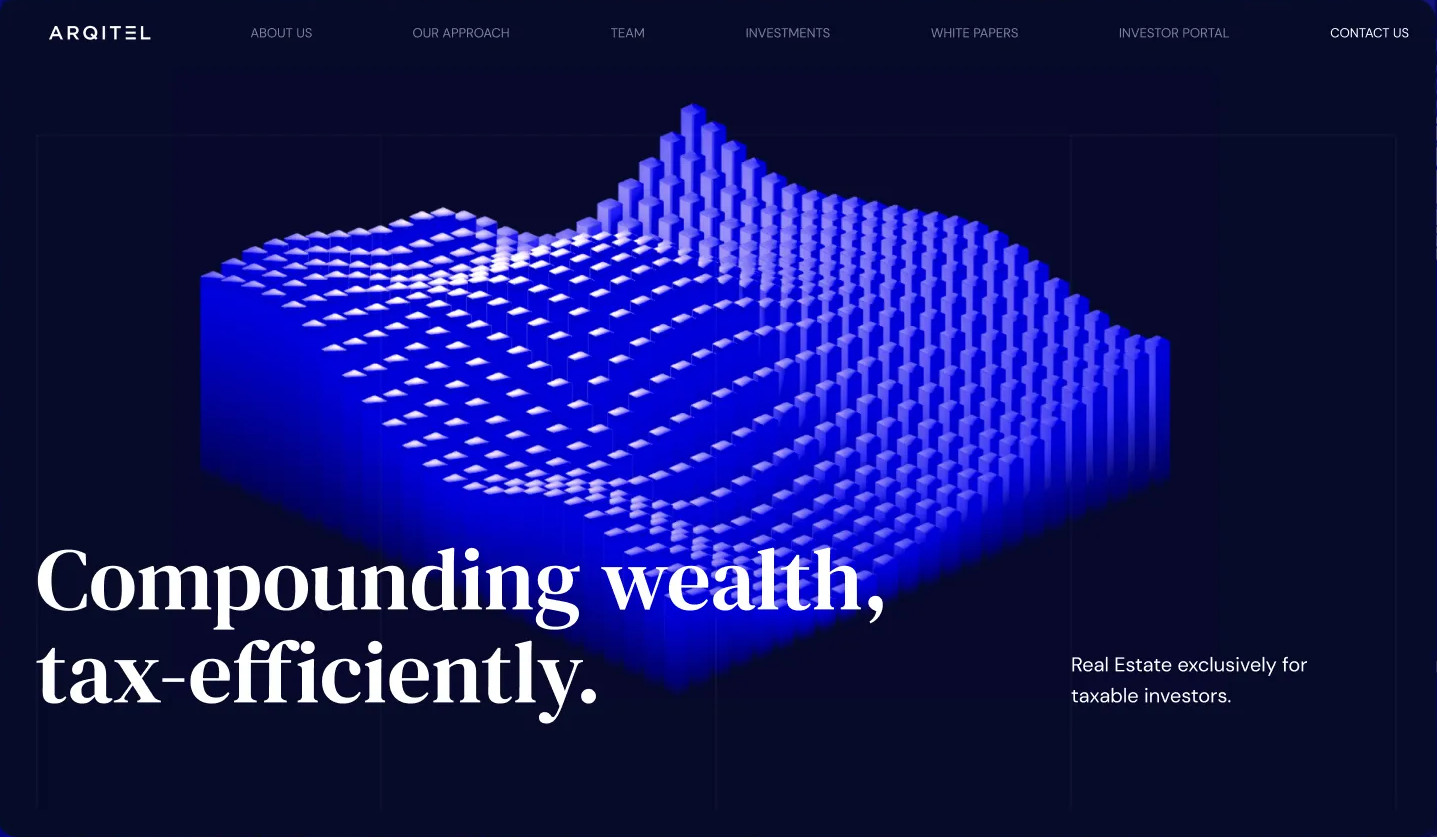 ARQITEL
ABOUT US
OUR APPROACH
TEAM
INVESTMENTS
WHITE PAPERS
INVESTOR PORTAL
CONTACT US
Compounding wealth,
tax-efficiently.
Real Estate exclusively for
taxable investors.